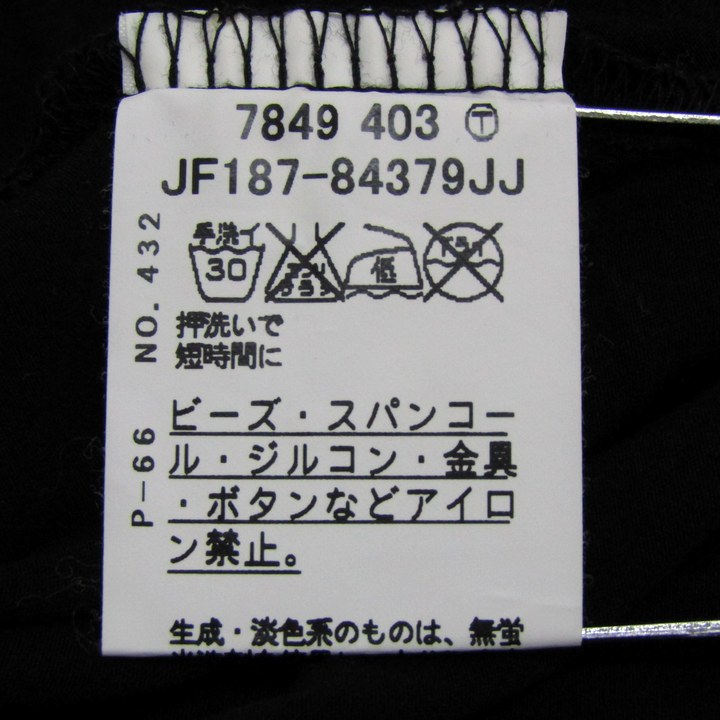 7849 403 Ⓣ
JF187-84379JJ
手洗イ
30
低
ドライ
押洗いで
短時間に
ビーズ・スパンコー
ル・ジルコン・金具
・ボタンなどアイロ
ン禁止。
生成・淡色系のものは、無蛍
NO.432
P-66